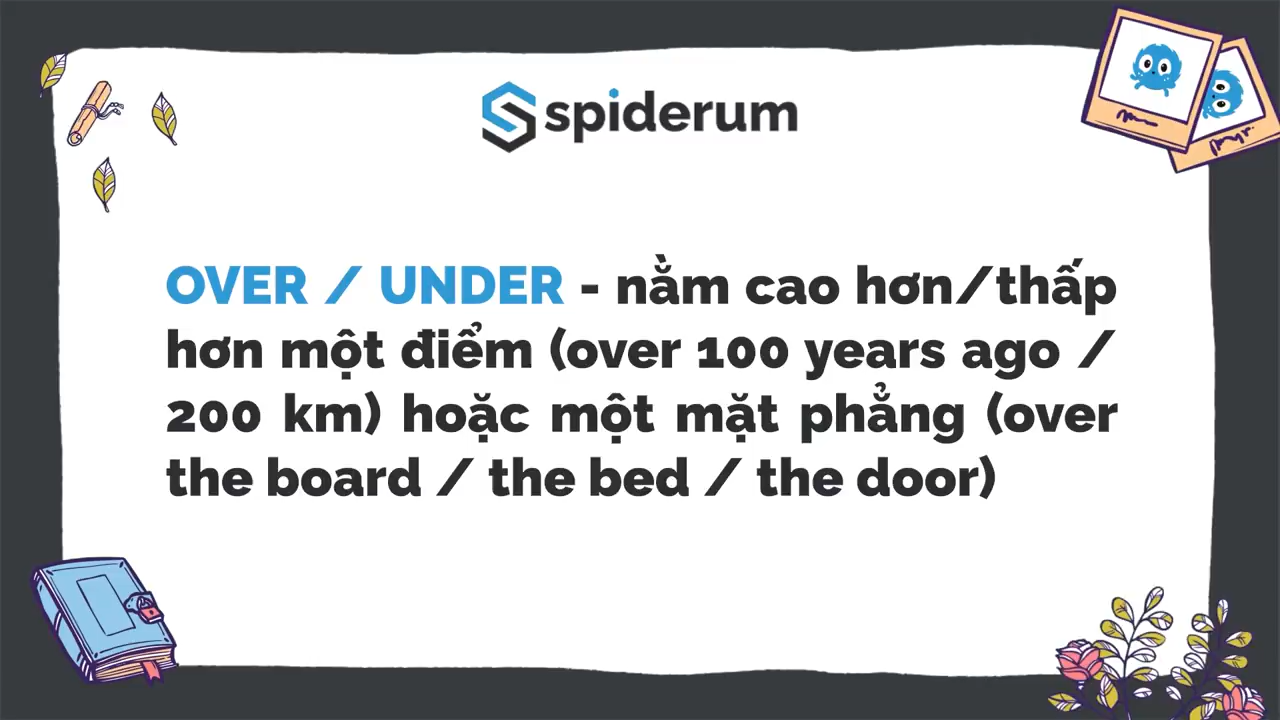 spiderum
OVER / UNDER - nằm cao hơn/thấp
hơn một điểm (over 100 years ago /
200 km) hoặc một mặt phẳng (over
the board / the bed / the door)